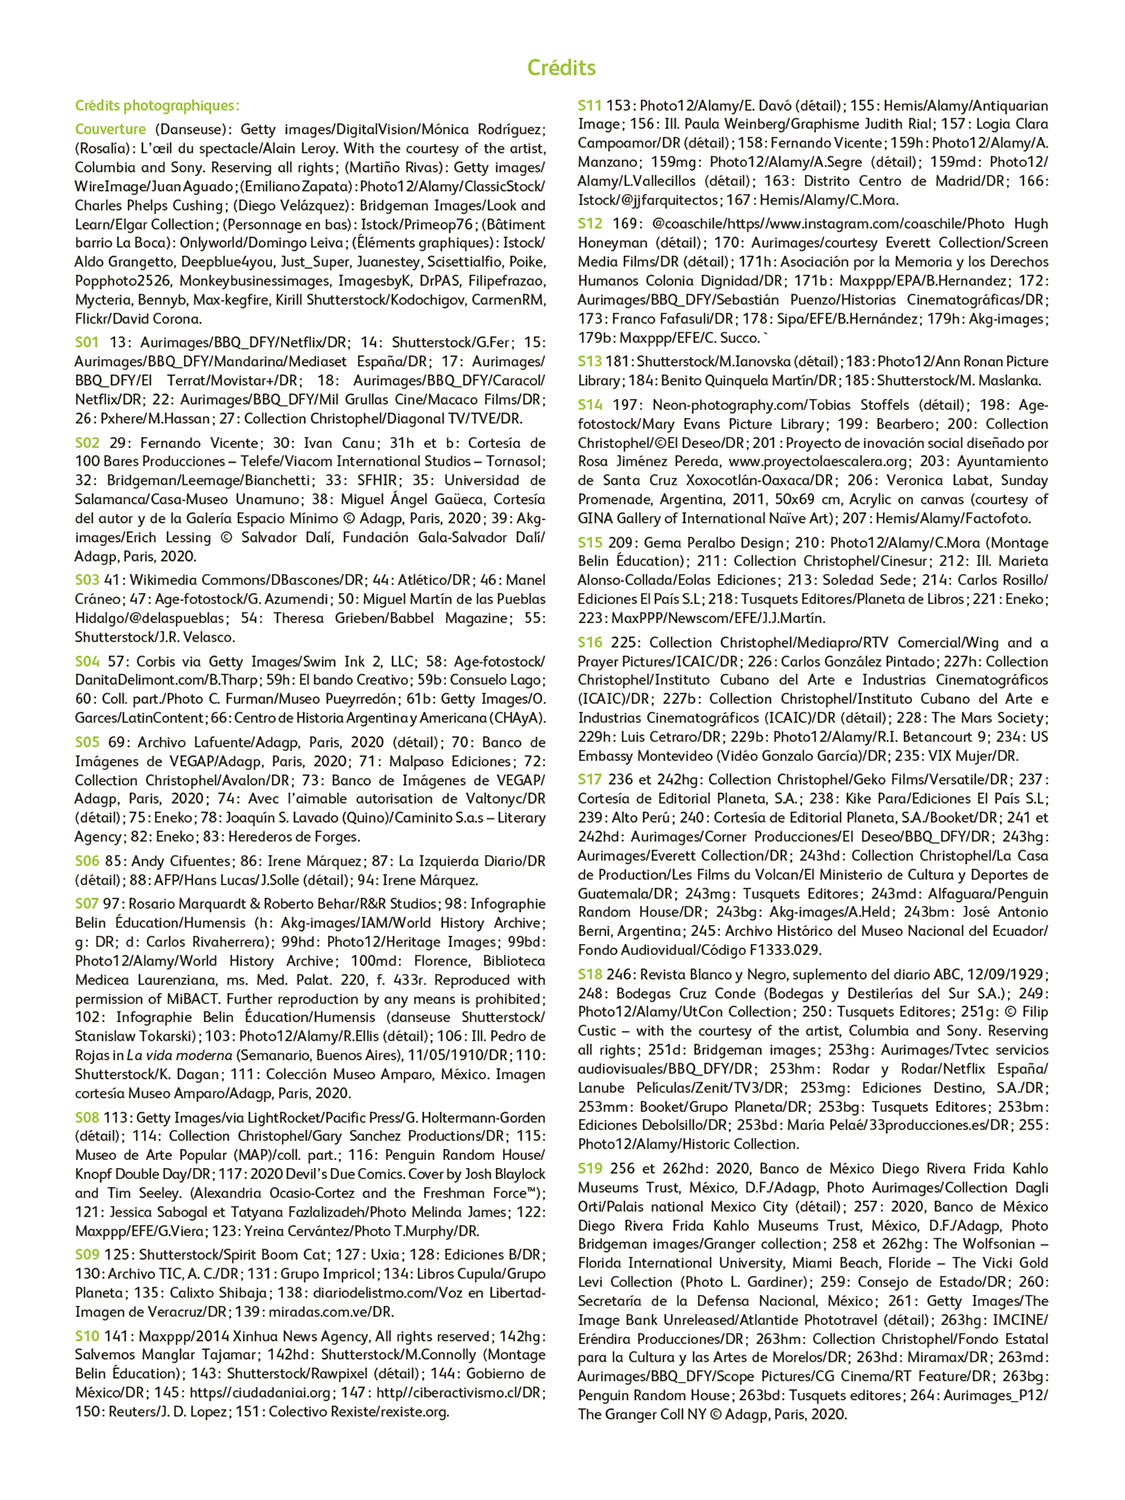 Crédits
Crédits photographiques :
Couverture (Danseuse) : Getty images/DigitalVision/Mónica Rodríguez ;
(Rosalía) : L’œil du spectacle/Alain Leroy. With the courtesy of the artist,
Columbia and Sony. Reserving all rights ; (Martiño Rivas) : Getty images/
WireImage/Juan Aguado ; (Emiliano Zapata) : Photo12/Alamy/ClassicStock/
Charles Phelps Cushing ; (Diego Velázquez) : Bridgeman Images/Look and
Learn/Elgar Collection ; (Personnage en bas) : Istock/Primeop76 ; (Bâtiment
barrio La Boca) : Onlyworld/Domingo Leiva ; (Éléments graphiques) : Istock/
Aldo Grangetto, Deepblue4you, Just_Super, Juanestey, Scisettialfio, Poike,
Popphoto2526, Monkeybusinessimages, ImagesbyK, DrPAS, Filipefrazao,
Mycteria, Bennyb, Max-kegfire, Kirill Shutterstock/Kodochigov, CarmenRM,
Flickr/David Corona.
S01 13 : Aurimages/BBQ_DFY/Netflix/DR ; 14 : Shutterstock/G.Fer ; 15 :
Aurimages/BBQ_DFY/Mandarina/Mediaset España/DR ; 17 : Aurimages/
BBQ_DFY/El Terrat/Movistar+/DR ; 18 : Aurimages/BBQ_DFY/Caracol/
Netflix/DR ; 22 : Aurimages/BBQ_DFY/Mil Grullas Cine/Macaco Films/DR ;
26 : Pxhere/M.Hassan ; 27 : Collection Christophel/Diagonal TV/TVE/DR.
S02 29 : Fernando Vicente ; 30 : Ivan Canu ; 31h et b : Cortesía de
100 Bares Producciones – Telefe/Viacom International Studios – Tornasol ;
32 : Bridgeman/Leemage/Bianchetti ; 33 : SFHIR ; 35 : Universidad de
Salamanca/Casa-Museo Unamuno ; 38 : Miguel Ángel Gaüeca, Cortesía
del autor y de la Galería Espacio Mínimo © Adagp, Paris, 2020 ; 39 : Akg-
images/Erich Lessing © Salvador Dalí, Fundación Gala-Salvador Dalí/
Adagp, Paris, 2020.
S03 41 : Wikimedia Commons/DBascones/DR ; 44 : Atlético/DR ; 46 : Manel
Cráneo ; 47 : Age-fotostock/G. Azumendi ; 50 : Miguel Martín de las Pueblas
Hidalgo/@delaspueblas ; 54 : Theresa Grieben/Babbel Magazine ; 55 :
Shutterstock/J.R. Velasco.
S04 57 : Corbis via Getty Images/Swim Ink 2, LLC ; 58 : Age-fotostock/
DanitaDelimont.com/B.Tharp ; 59h : El bando Creativo ; 59b : Consuelo Lago ;
60 : Coll. part./Photo C. Furman/Museo Pueyrredón ; 61b : Getty Images/O.
Garces/LatinContent ; 66 : Centro de Historia Argentina y Americana (CHAyA).
S05 69 : Archivo Lafuente/Adagp, Paris, 2020 (détail) ; 70 : Banco de
Imágenes de VEGAP/Adagp, Paris, 2020 ; 71 : Malpaso Ediciones ; 72 :
Collection Christophel/Avalon/DR ; 73 : Banco de Imágenes de VEGAP/
Adagp, Paris, 2020 ; 74 : Avec l’aimable autorisation de Valtonyc/DR
(détail) ; 75 : Eneko ; 78 : Joaquín S. Lavado (Quino)/Caminito S.a.s – Literary
Agency ; 82 : Eneko ; 83 : Herederos de Forges.
S06 85 : Andy Cifuentes ; 86 : Irene Márquez ; 87 : La Izquierda Diario/DR
(détail) ; 88 : AFP/Hans Lucas/J.Solle (détail) ; 94 : Irene Márquez.
S07 97 : Rosario Marquardt & Roberto Behar/R&R Studios ; 98 : Infographie
Belin Éducation/Humensis (h : Akg-images/IAM/World History Archive ;
g : DR ; d : Carlos Rivaherrera) ; 99hd : Photo12/Heritage Images ; 99bd :
Photo12/Alamy/World History Archive ; 100md : Florence, Biblioteca
Medicea Laurenziana, ms. Med. Palat. 220, f. 433r. Reproduced with
permission of MiBACT. Further reproduction by any means is prohibited ;
102 : Infographie Belin Éducation/Humensis (danseuse Shutterstock/
Stanislaw Tokarski) ; 103 : Photo12/Alamy/R.Ellis (détail) ; 106 : Ill. Pedro de
Rojas in La vida moderna (Semanario, Buenos Aires), 11/05/1910/DR ; 110 :
Shutterstock/K. Dagan ; 111 : Colección Museo Amparo, México. Imagen
cortesía Museo Amparo/Adagp, Paris, 2020.
S08 113 : Getty Images/via LightRocket/Pacific Press/G. Holtermann-Gorden
(détail) ; 114 : Collection Christophel/Gary Sanchez Productions/DR ; 115 :
Museo de Arte Popular (MAP)/coll. part. ; 116 : Penguin Random House/
Knopf Double Day/DR ; 117 : 2020 Devil’s Due Comics. Cover by Josh Blaylock
and Tim Seeley. (Alexandria Ocasio-Cortez and the Freshman Force™) ;
121 : Jessica Sabogal et Tatyana Fazlalizadeh/Photo Melinda James ; 122 :
Maxppp/EFE/G.Viera ; 123 : Yreina Cervántez/Photo T.Murphy/DR.
S09 125 : Shutterstock/Spirit Boom Cat ; 127 : Uxia ; 128 : Ediciones B/DR ;
130 : Archivo TIC, A. C./DR ; 131 : Grupo Impricol ; 134 : Libros Cupula/Grupo
Planeta ; 135 : Calixto Shibaja ; 138 : diariodelistmo.com/Voz en Libertad-
Imagen de Veracruz/DR ; 139 : miradas.com.ve/DR.
S10 141 : Maxppp/2014 Xinhua News Agency, All rights reserved ; 142hg :
Salvemos Manglar Tajamar ; 142hd : Shutterstock/M.Connolly (Montage
Belin Éducation) ; 143 : Shutterstock/Rawpixel (détail) ; 144 : Gobierno de
México/DR ; 145 : https//ciudadaniai.org ; 147 : http//ciberactivismo.cl/DR ;
150 : Reuters/J. D. Lopez ; 151 : Colectivo Rexiste/rexiste.org.
S11 153 : Photo12/Alamy/E. Davó (détail) ; 155 : Hemis/Alamy/Antiquarian
Image ; 156 : Ill. Paula Weinberg/Graphisme Judith Rial ; 157 : Logia Clara
Campoamor/DR (détail) ; 158 : Fernando Vicente ; 159h : Photo12/Alamy/A.
Manzano ; 159mg : Photo12/Alamy/A.Segre (détail) ; 159md : Photo12/
Alamy/L.Vallecillos (détail) ; 163 : Distrito Centro de Madrid/DR ; 166 :
Istock/@jjfarquitectos ; 167 : Hemis/Alamy/C.Mora.
S12 169 : @coaschile/https//www.instagram.com/coaschile/Photo Hugh
Honeyman (détail) ; 170 : Aurimages/courtesy Everett Collection/Screen
Media Films/DR (détail) ; 171h : Asociación por la Memoria y los Derechos
Humanos Colonia Dignidad/DR ; 171b : Maxppp/EPA/B.Hernandez ; 172 :
Aurimages/BBQ_DFY/Sebastián Puenzo/Historias Cinematográficas/DR ;
173 : Franco Fafasuli/DR ; 178 : Sipa/EFE/B.Hernández ; 179h : Akg-images ;
179b : Maxppp/EFE/C. Succo. `
S13 181 : Shutterstock/M.Ianovska (détail) ; 183 : Photo12/Ann Ronan Picture
Library ; 184 : Benito Quinquela Martín/DR ; 185 : Shutterstock/M. Maslanka.
S14 197 : Neon-photography.com/Tobias Stoffels (détail) ; 198 : Age-
fotostock/Mary Evans Picture Library ; 199 : Bearbero ; 200 : Collection
Christophel/©El Deseo/DR ; 201 : Proyecto de inovación social diseñado por
Rosa Jiménez Pereda, www.proyectolaescalera.org ; 203 : Ayuntamiento
de Santa Cruz Xoxocotlán-Oaxaca/DR ; 206 : Veronica Labat, Sunday
Promenade, Argentina, 2011, 50x69 cm, Acrylic on canvas (courtesy of
GINA Gallery of International Naïve Art) ; 207 : Hemis/Alamy/Factofoto.
S15 209 : Gema Peralbo Design ; 210 : Photo12/Alamy/C.Mora (Montage
Belin Éducation) ; 211 : Collection Christophel/Cinesur ; 212 : Ill. Marieta
Alonso-Collada/Eolas Ediciones ; 213 : Soledad Sede ; 214 : Carlos Rosillo/
Ediciones El País S.L ; 218 : Tusquets Editores/Planeta de Libros ; 221 : Eneko ;
223 : MaxPPP/Newscom/EFE/J.J.Martín.
S16 225 : Collection Christophel/Mediapro/RTV Comercial/Wing and a
Prayer Pictures/ICAIC/DR ; 226 : Carlos González Pintado ; 227h : Collection
Christophel/Instituto Cubano del Arte e Industrias Cinematográficos
(ICAIC)/DR ; 227b : Collection Christophel/Instituto Cubano del Arte e
Industrias Cinematográficos (ICAIC)/DR (détail) ; 228 : The Mars Society ;
229h : Luis Cetraro/DR ; 229b : Photo12/Alamy/R.I. Betancourt 9 ; 234 : US
Embassy Montevideo (Vidéo Gonzalo García)/DR ; 235 : VIX Mujer/DR.
S17 236 et 242hg : Collection Christophel/Geko Films/Versatile/DR ; 237 :
Cortesía de Editorial Planeta, S.A. ; 238 : Kike Para/Ediciones El País S.L ;
239 : Alto Perú ; 240 : Cortesía de Editorial Planeta, S.A./Booket/DR ; 241 et
242hd : Aurimages/Corner Producciones/El Deseo/BBQ_DFY/DR ; 243hg :
Aurimages/Everett Collection/DR ; 243hd : Collection Christophel/La Casa
de Production/Les Films du Volcan/El Ministerio de Cultura y Deportes de
Guatemala/DR ; 243mg : Tusquets Editores ; 243md : Alfaguara/Penguin
Random House/DR ; 243bg : Akg-images/A.Held ; 243bm : José Antonio
Berni, Argentina ; 245 : Archivo Histórico del Museo Nacional del Ecuador/
Fondo Audiovidual/Código F1333.029.
S18 246 : Revista Blanco y Negro, suplemento del diario ABC, 12/09/1929 ;
248 : Bodegas Cruz Conde (Bodegas y Destilerías del Sur S.A.) ; 249 :
Photo12/Alamy/UtCon Collection ; 250 : Tusquets Editores ; 251g : © Filip
Custic – with the courtesy of the artist, Columbia and Sony. Reserving
all rights ; 251d : Bridgeman images ; 253hg : Aurimages/Tvtec servicios
audiovisuales/BBQ_DFY/DR ; 253hm : Rodar y Rodar/Netflix España/
Lanube Películas/Zenit/TV3/DR ; 253mg : Ediciones Destino, S.A./DR ;
253mm : Booket/Grupo Planeta/DR ; 253bg : Tusquets Editores ; 253bm :
Ediciones Debolsillo/DR ; 253bd : María Pelaé/33producciones.es/DR ; 255 :
Photo12/Alamy/Historic Collection.
S19 256 et 262hd : 2020, Banco de México Diego Rivera Frida Kahlo
Museums Trust, México, D.F./Adagp, Photo Aurimages/Collection Dagli
Orti/Palais national Mexico City (détail) ; 257 : 2020, Banco de México
Diego Rivera Frida Kahlo Museums Trust, México, D.F./Adagp, Photo
Bridgeman images/Granger collection ; 258 et 262hg : The Wolfsonian –
Florida International University, Miami Beach, Floride – The Vicki Gold
Levi Collection (Photo L. Gardiner) ; 259 : Consejo de Estado/DR ; 260 :
Secretaría de la Defensa Nacional, México ; 261 : Getty Images/The
Image Bank Unreleased/Atlantide Phototravel (détail) ; 263hg : IMCINE/
Eréndira Producciones/DR ; 263hm : Collection Christophel/Fondo Estatal
para la Cultura y las Artes de Morelos/DR ; 263hd : Miramax/DR ; 263md :
Aurimages/BBQ_DFY/Scope Pictures/CG Cinema/RT Feature/DR ; 263bg :
Penguin Random House ; 263bd : Tusquets editores ; 264 : Aurimages_P12/
The Granger Coll NY © Adagp, Paris, 2020.